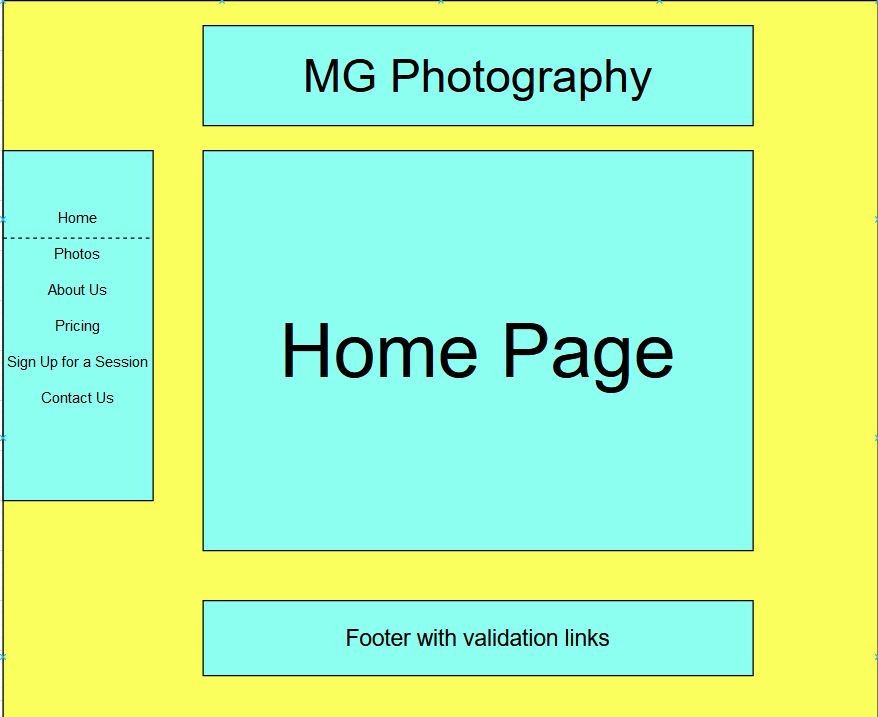 MG Photography
Home
Photos
About Us
Pricing
Sign Up for a Session
Contact Us
Home Page
Footer with validation links